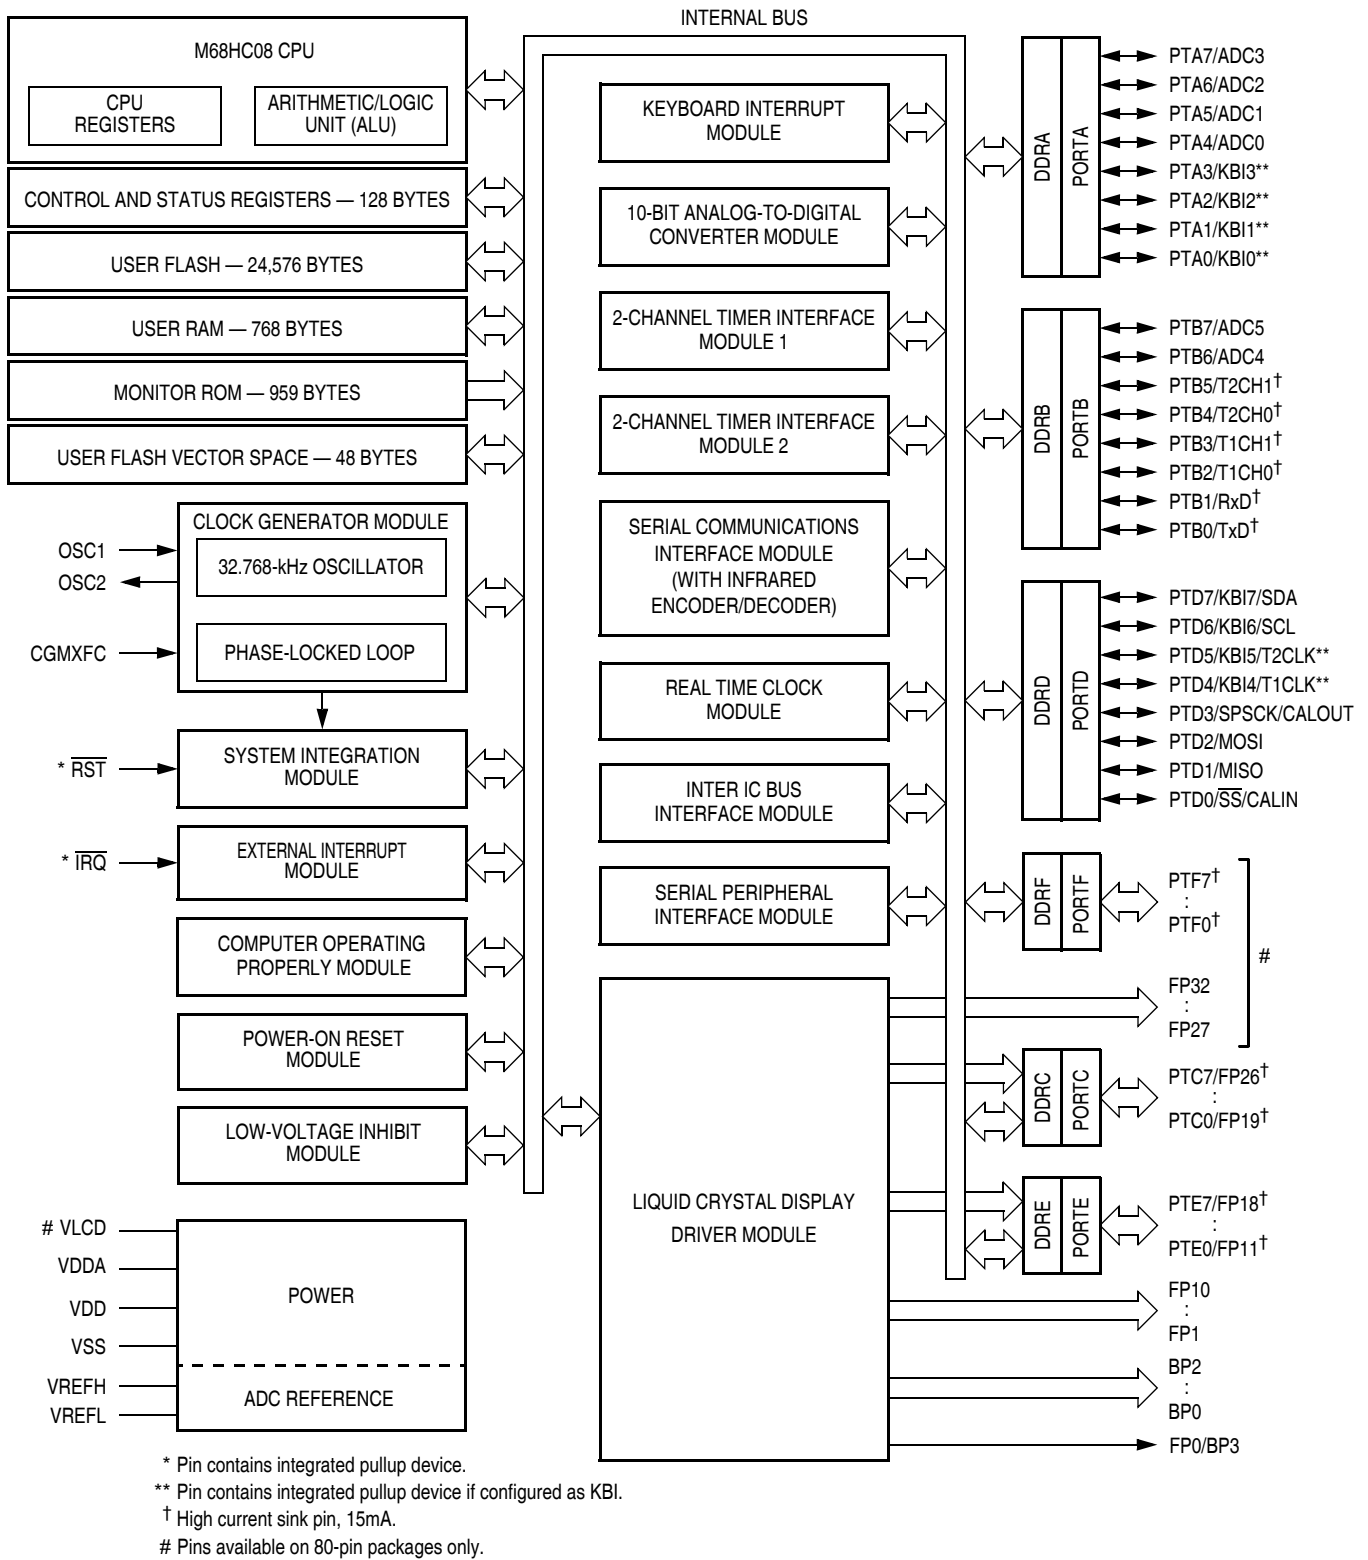 INTERNAL BUS
M68HC08 CPU
CPU
REGISTERS
ARITHMETIC/LOGIC
UNIT (ALU)
CONTROL AND STATUS REGISTERS — 128 BYTES
USER FLASH — 24,576 BYTES
USER RAM — 768 BYTES
MONITOR ROM — 959 BYTES
USER FLASH VECTOR SPACE — 48 BYTES
CLOCK GENERATOR MODULE
32.768-kHz OSCILLATOR
PHASE-LOCKED LOOP
OSC1
OSC2
CGMXFC
SYSTEM INTEGRATION
MODULE
* RST
EXTERNAL INTERRUPT
MODULE
* IRQ
COMPUTER OPERATING
PROPERLY MODULE
POWER-ON RESET
MODULE
LOW-VOLTAGE INHIBIT
MODULE
# VLCD
VDDA
VDD
VSS
VREFH
VREFL
POWER
ADC REFERENCE
KEYBOARD INTERRUPT
MODULE
10-BIT ANALOG-TO-DIGITAL
CONVERTER MODULE
2-CHANNEL TIMER INTERFACE
MODULE 1
2-CHANNEL TIMER INTERFACE
MODULE 2
SERIAL COMMUNICATIONS
INTERFACE MODULE
(WITH INFRARED
ENCODER/DECODER)
REAL TIME CLOCK
MODULE
INTER IC BUS
INTERFACE MODULE
SERIAL PERIPHERAL
INTERFACE MODULE
LIQUID CRYSTAL DISPLAY
DRIVER MODULE
DDRA
PORTA
PTA7/ADC3
PTA6/ADC2
PTA5/ADC1
PTA4/ADC0
PTA3/KBI3**
PTA2/KBI2**
PTA1/KBI1**
PTA0/KBI0**
DDRB
PORTB
PTB7/ADC5
PTB6/ADC4
PTB5/T2CH1†
PTB4/T2CH0†
PTB3/T1CH1†
PTB2/T1CH0†
PTB1/RxD†
PTB0/TxD†
DDRD
PORTD
PTD7/KBI7/SDA
PTD6/KBI6/SCL
PTD5/KBI5/T2CLK**
PTD4/KBI4/T1CLK**
PTD3/SPSCK/CALOUT
PTD2/MOSI
PTD1/MISO
PTD0/SS/CALIN
DDRF
PORTF
PTF7†
:
PTF0†
#
FP32
:
FP27
DDRC
PORTC
PTC7/FP26†
:
PTC0/FP19†
DDRE
PORTE
PTE7/FP18†
:
PTE0/FP11†
FP10
:
FP1
BP2
:
BP0
FP0/BP3
* Pin contains integrated pullup device.
** Pin contains integrated pullup device if configured as KBI.
† High current sink pin, 15mA.
# Pins available on 80-pin packages only.